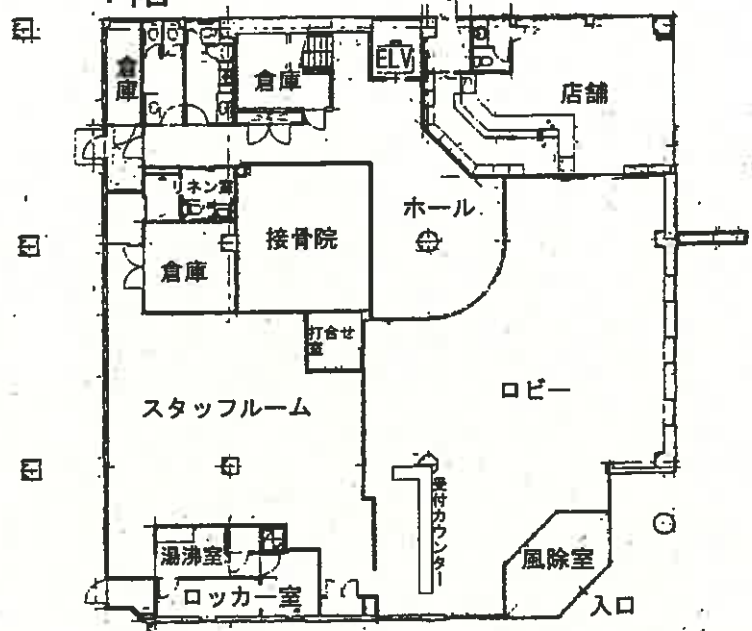 1階
倉庫
倉庫
ELV
店舗
リネン室
接骨院
ホール
倉庫
打合せ
室
スタッフルーム
ロビー
受付カウンター
湯沸室
ロッカー室
風除室
入口